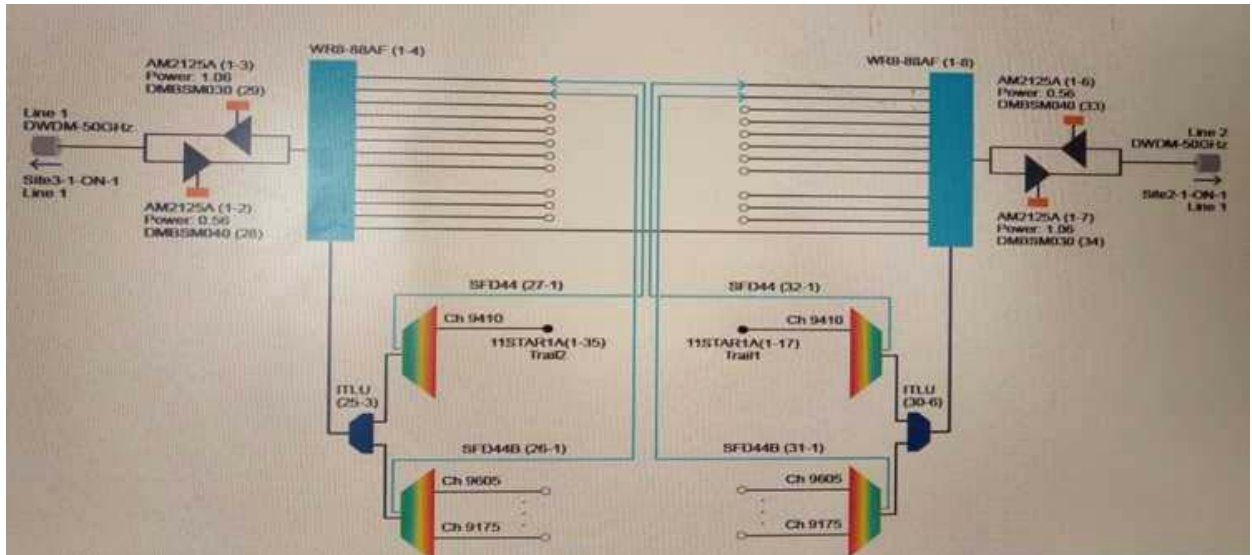 WR8-88AF (1-4)
AM2125A (1-3)
Power: 1.06
DMBSM030 (29)
Line 1
DWDM-50GHz
Site3-1-ON-1
Line 1
AM2125A (1-2)
Power: 0.56
DMBSM040 (28)
WR8-88AF (1-8)
AM2125A (1-6)
Power: 0.56
DMBSM040 (33)
Line 2
DWDM-50GHz
Site2-1-ON-1
Line 1
AM2125A (1-7)
Power: 1.06
DMBSM030 (34)
SFD44 (27-1)
Ch 9410
11STAR1A(1-35)
Trail2
ITLU
(25-3)
SFD44B (26-1)
Ch 9605
Ch 9175
SFD44 (32-1)
Ch 9410
11STAR1A(1-17)
Trail1
ITLU
(30-6)
SFD44B (31-1)
Ch 9605
Ch 9175